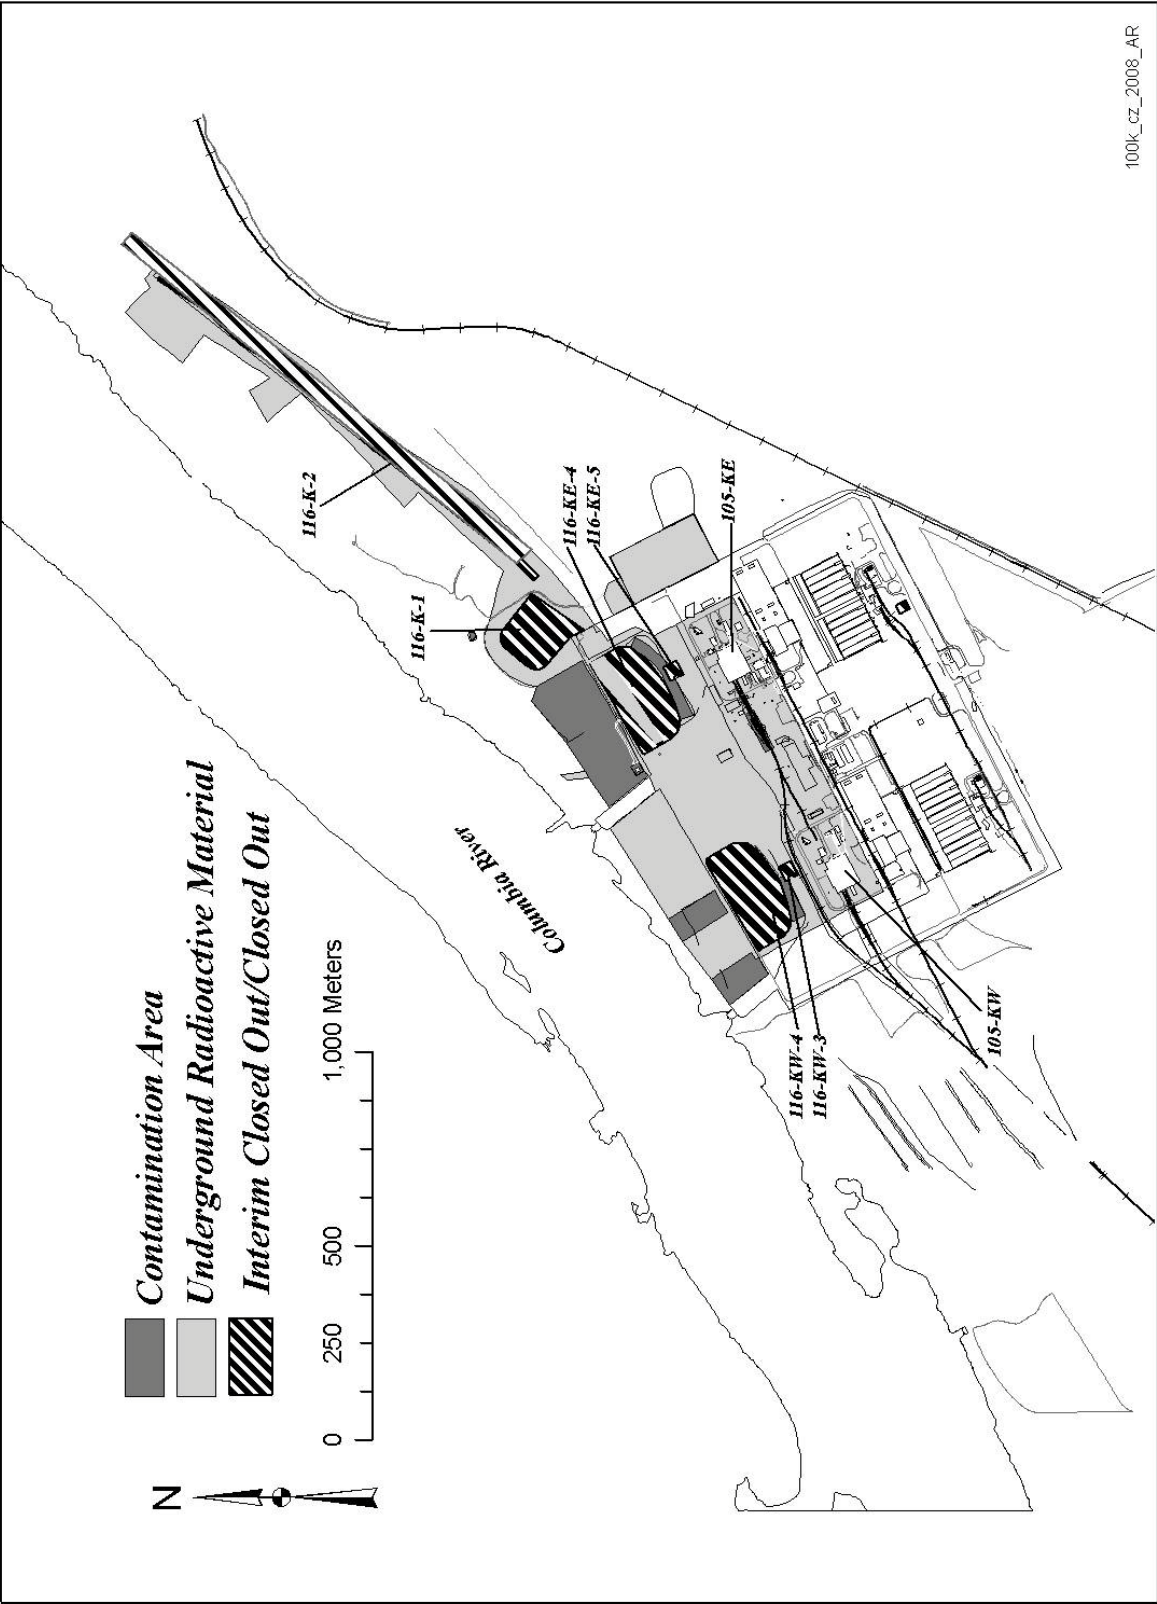 N
Contamination Area
Underground Radioactive Material
Interim Closed Out/Closed Out
0 250 500 1,000 Meters
Columbia River
116-K-2
116-K-1
116-KE-4
116-KE-5
105-KE
116-KW-4
116-KW-3
105-KW
100k_cz_2008_AR